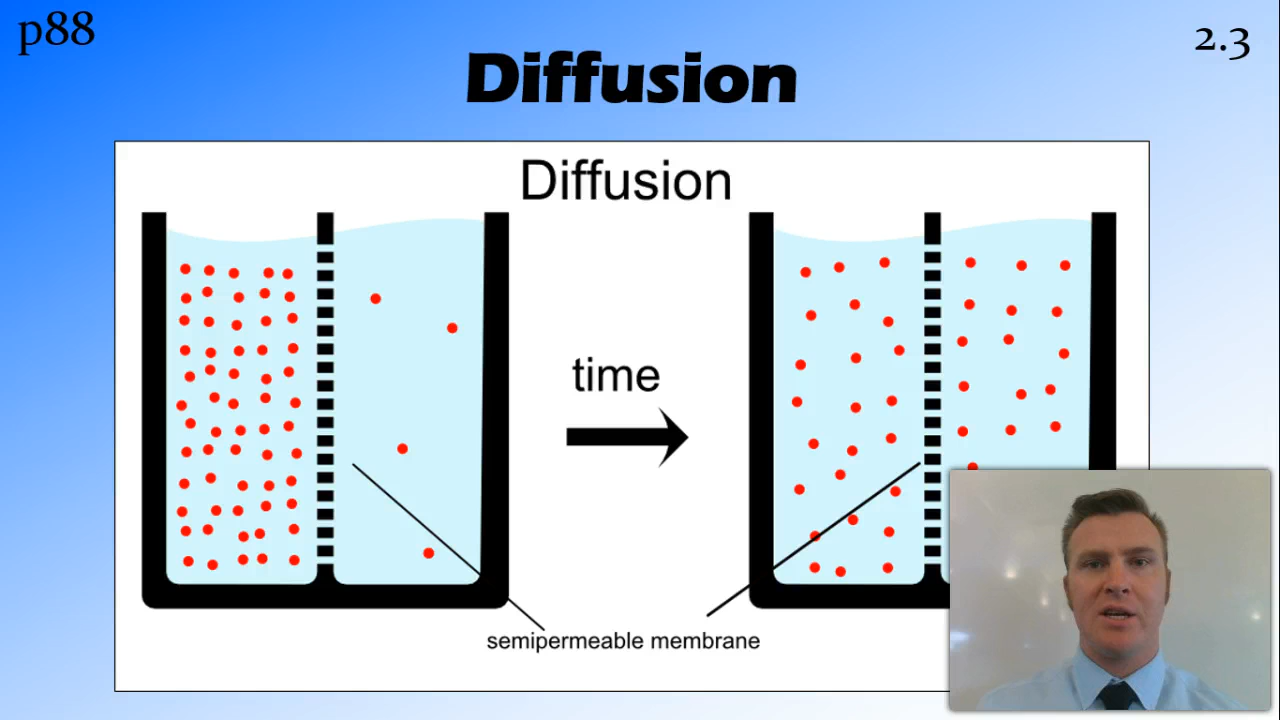 p88
2.3
Diffusion
Diffusion
time
semipermeable membrane